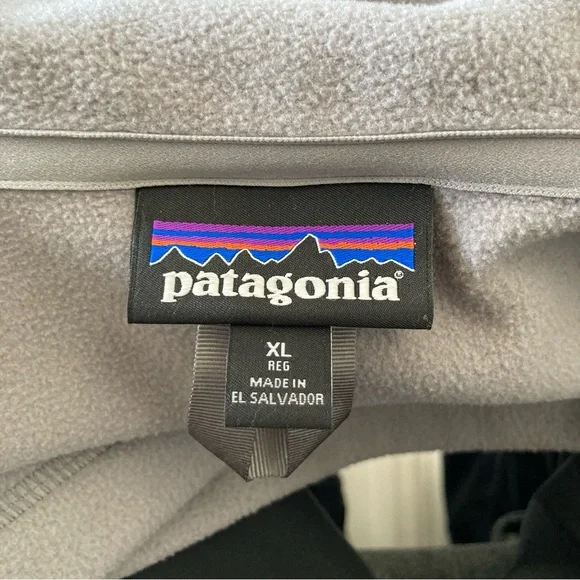 patagonia®
XL
REG
MADE IN
EL SALVADOR